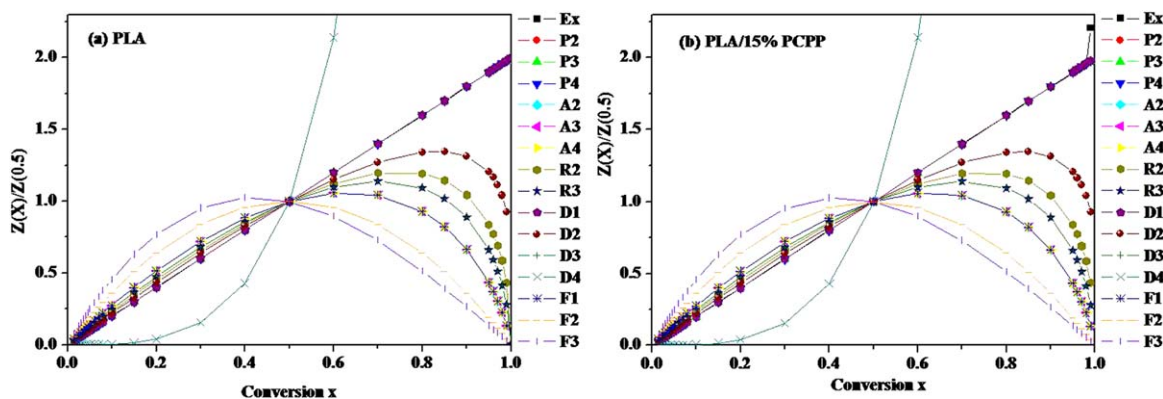 (a) PLA
Z(X)/Z(0.5)
2.0
1.5
1.0
0.5
0.0
0.0 0.2 0.4 0.6 0.8 1.0
Conversion x
Ex
P2
P3
P4
A2
A3
A4
R2
R3
D1
D2
D3
D4
F1
F2
F3
(b) PLA/15% PCPP
Z(X)/Z(0.5)
2.0
1.5
1.0
0.5
0.0
0.0 0.2 0.4 0.6 0.8 1.0
Conversion x
Ex
P2
P3
P4
A2
A3
A4
R2
R3
D1
D2
D3
D4
F1
F2
F3